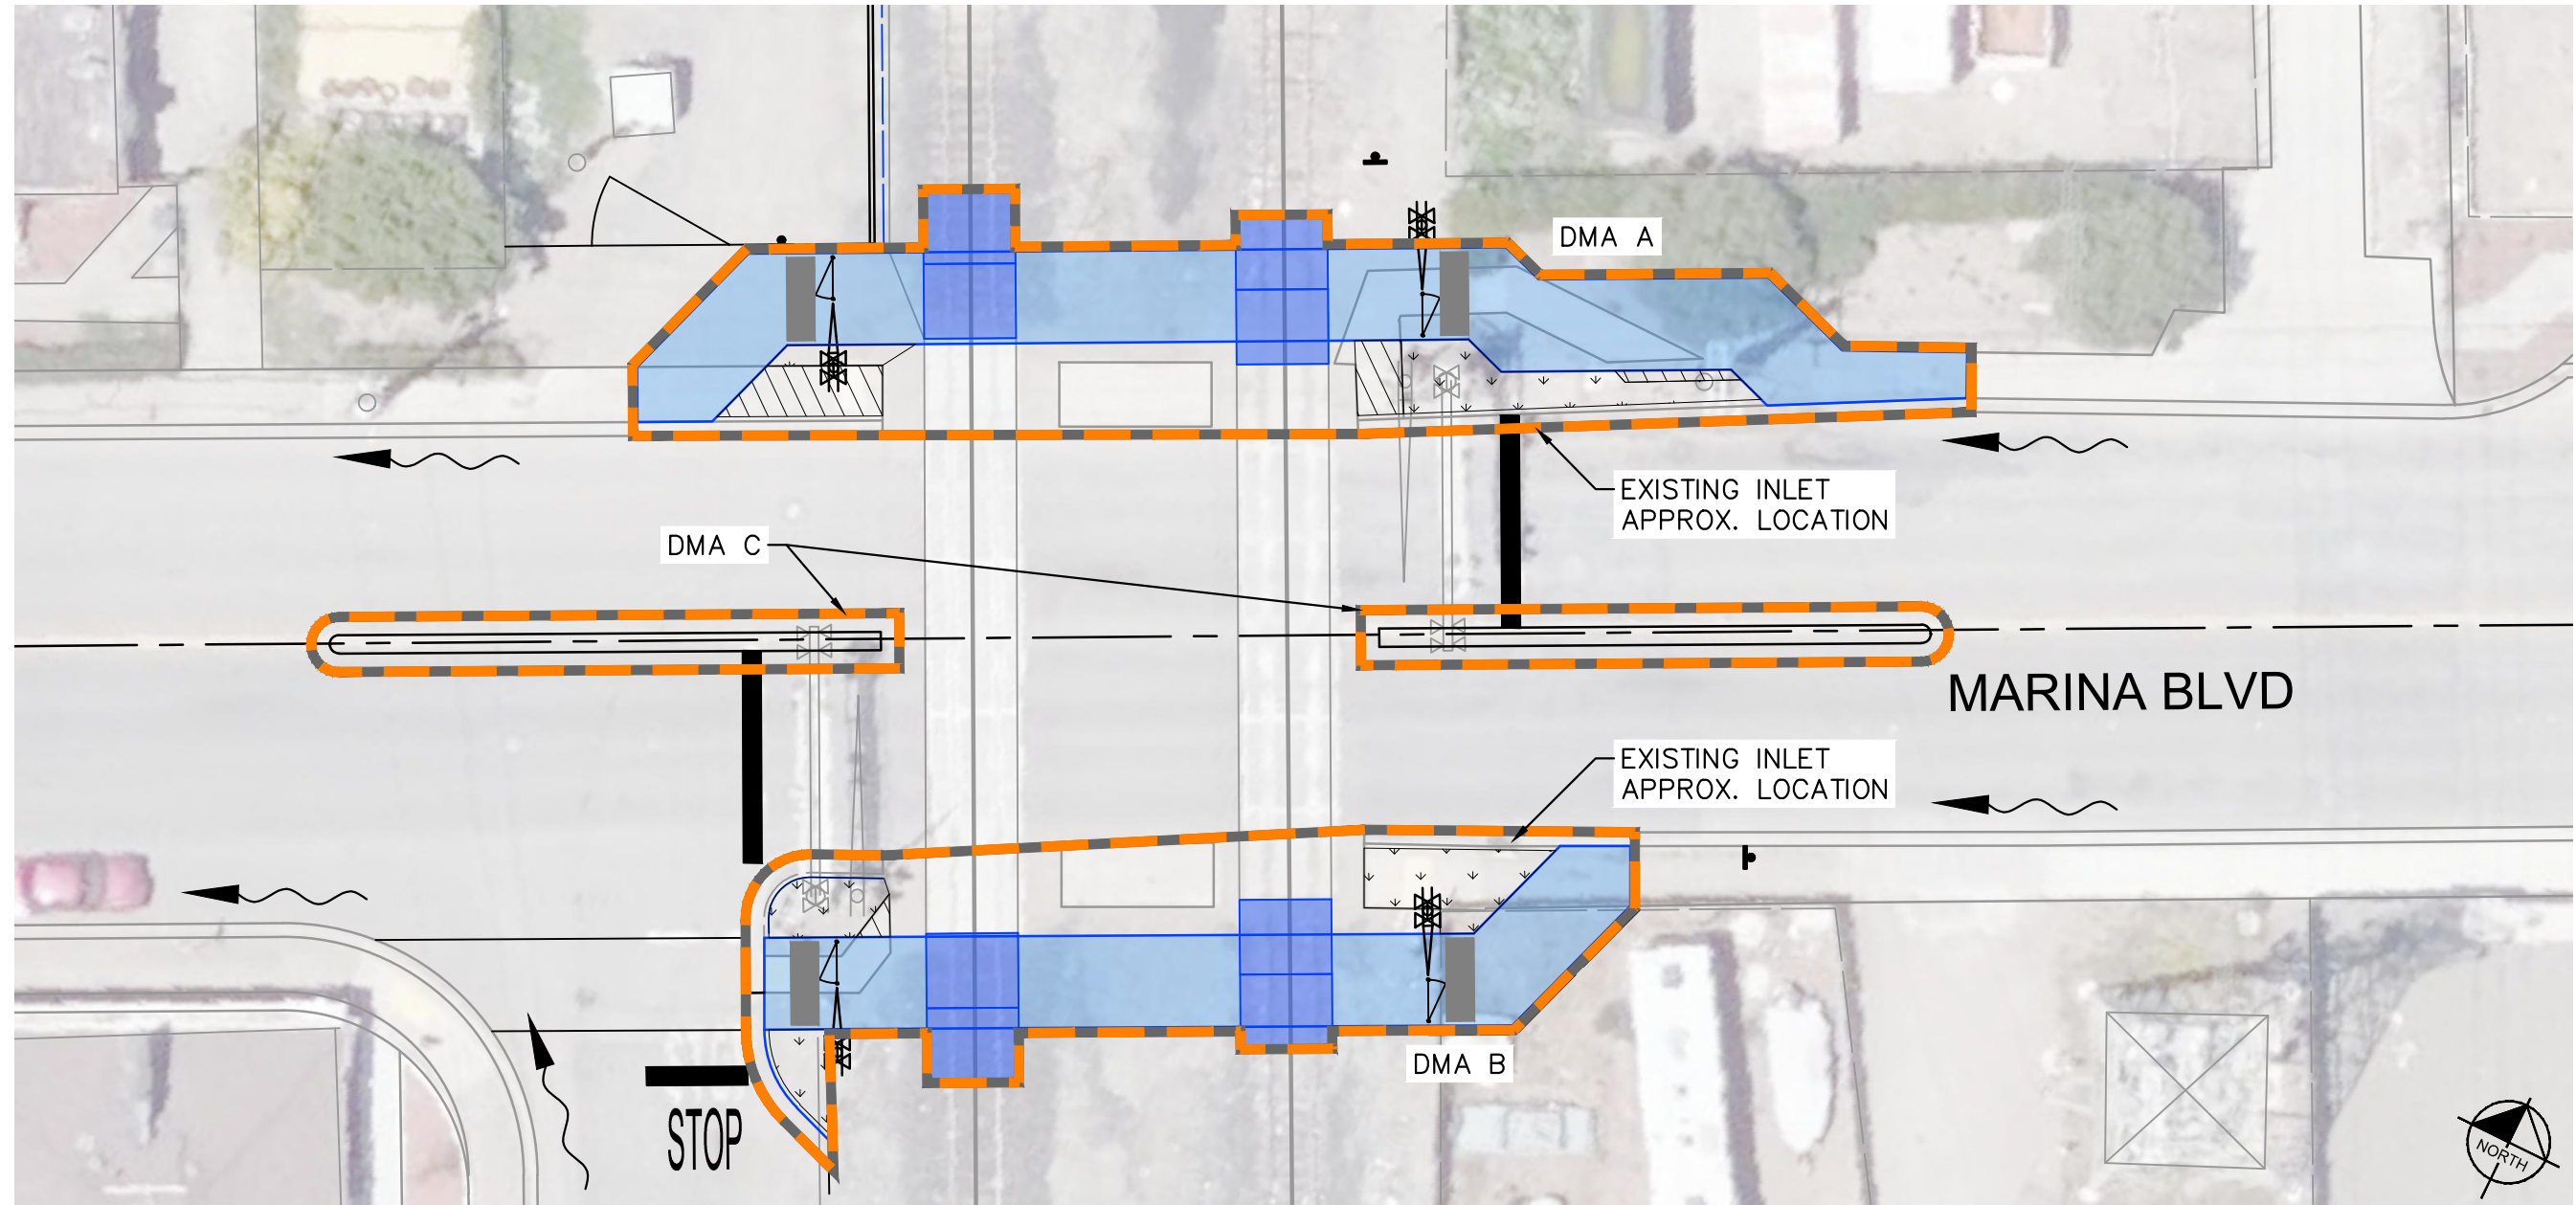 DMA A
EXISTING INLET
APPROX. LOCATION
DMA C
MARINA BLVD
EXISTING INLET
APPROX. LOCATION
DMA B
STOP
NORTH